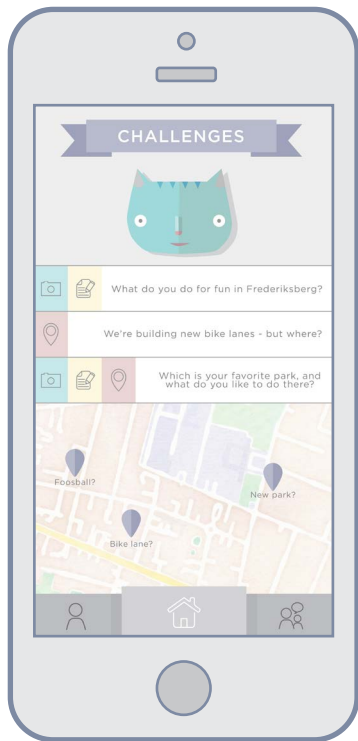 CHALLENGES
What do you do for fun in Frederiksberg?
We're building new bike lanes - but where?
Which is your favorite park, and
what do you like to do there?
Foosball?
New park?
Bike lane?